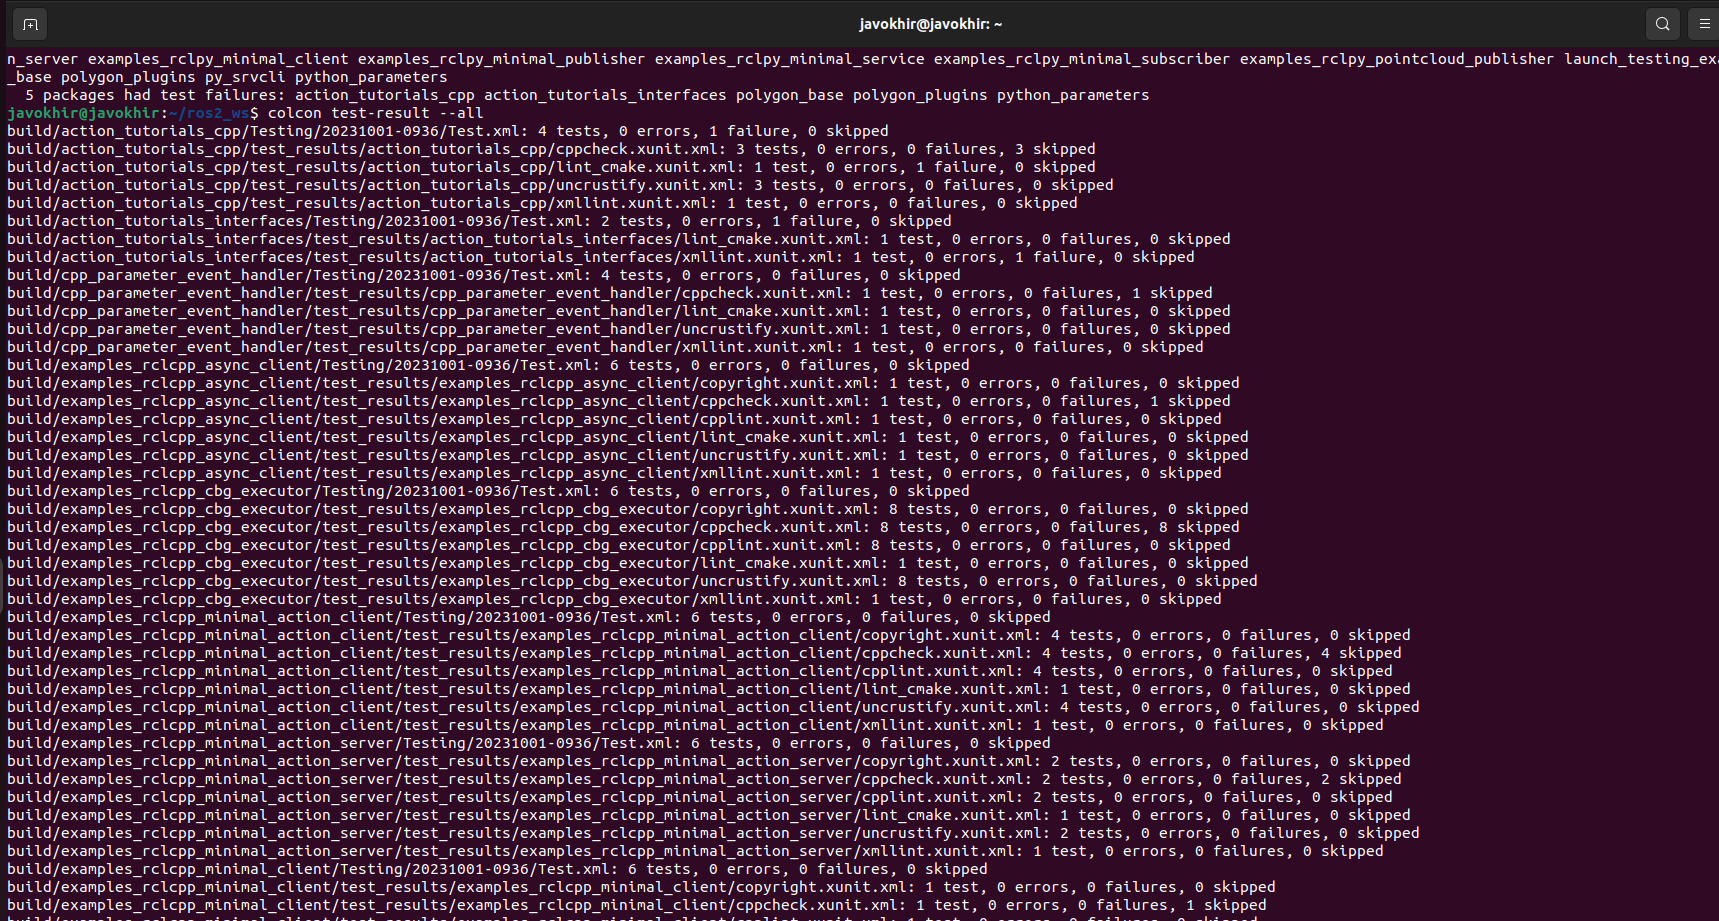 javokhir@javokhir: ~
n_server examples_rclpy_minimal_client examples_rclpy_minimal_publisher examples_rclpy_minimal_service examples_rclpy_minimal_subscriber examples_rclpy_pointcloud_publisher launch_testing_exa
_base polygon_plugins py_srvcli python_parameters
5 packages had test failures: action_tutorials_cpp action_tutorials_interfaces polygon_base polygon_plugins python_parameters
javokhir@javokhir:~/ros2_ws$ colcon test-result --all
build/action_tutorials_cpp/Testing/20231001-0936/Test.xml: 4 tests, 0 errors, 1 failure, 0 skipped
build/action_tutorials_cpp/test_results/action_tutorials_cpp/cppcheck.xunit.xml: 3 tests, 0 errors, 0 failures, 3 skipped
build/action_tutorials_cpp/test_results/action_tutorials_cpp/lint_cmake.xunit.xml: 1 test, 0 errors, 1 failure, 0 skipped
build/action_tutorials_cpp/test_results/action_tutorials_cpp/uncrustify.xunit.xml: 3 tests, 0 errors, 0 failures, 0 skipped
build/action_tutorials_cpp/test_results/action_tutorials_cpp/xmllint.xunit.xml: 1 test, 0 errors, 0 failures, 0 skipped
build/action_tutorials_interfaces/Testing/20231001-0936/Test.xml: 2 tests, 0 errors, 1 failure, 0 skipped
build/action_tutorials_interfaces/test_results/action_tutorials_interfaces/lint_cmake.xunit.xml: 1 test, 0 errors, 0 failures, 0 skipped
build/action_tutorials_interfaces/test_results/action_tutorials_interfaces/xmllint.xunit.xml: 1 test, 0 errors, 1 failure, 0 skipped
build/cpp_parameter_event_handler/Testing/20231001-0936/Test.xml: 4 tests, 0 errors, 0 failures, 0 skipped
build/cpp_parameter_event_handler/test_results/cpp_parameter_event_handler/cppcheck.xunit.xml: 1 test, 0 errors, 0 failures, 1 skipped
build/cpp_parameter_event_handler/test_results/cpp_parameter_event_handler/lint_cmake.xunit.xml: 1 test, 0 errors, 0 failures, 0 skipped
build/cpp_parameter_event_handler/test_results/cpp_parameter_event_handler/uncrustify.xunit.xml: 1 test, 0 errors, 0 failures, 0 skipped
build/cpp_parameter_event_handler/test_results/cpp_parameter_event_handler/xmllint.xunit.xml: 1 test, 0 errors, 0 failures, 0 skipped
build/examples_rclcpp_async_client/Testing/20231001-0936/Test.xml: 6 tests, 0 errors, 0 failures, 0 skipped
build/examples_rclcpp_async_client/test_results/examples_rclcpp_async_client/copyright.xunit.xml: 1 test, 0 errors, 0 failures, 0 skipped
build/examples_rclcpp_async_client/test_results/examples_rclcpp_async_client/cppcheck.xunit.xml: 1 test, 0 errors, 0 failures, 1 skipped
build/examples_rclcpp_async_client/test_results/examples_rclcpp_async_client/cpplint.xunit.xml: 1 test, 0 errors, 0 failures, 0 skipped
build/examples_rclcpp_async_client/test_results/examples_rclcpp_async_client/lint_cmake.xunit.xml: 1 test, 0 errors, 0 failures, 0 skipped
build/examples_rclcpp_async_client/test_results/examples_rclcpp_async_client/uncrustify.xunit.xml: 1 test, 0 errors, 0 failures, 0 skipped
build/examples_rclcpp_async_client/test_results/examples_rclcpp_async_client/xmllint.xunit.xml: 1 test, 0 errors, 0 failures, 0 skipped
build/examples_rclcpp_cbg_executor/Testing/20231001-0936/Test.xml: 6 tests, 0 errors, 0 failures, 0 skipped
build/examples_rclcpp_cbg_executor/test_results/examples_rclcpp_cbg_executor/copyright.xunit.xml: 8 tests, 0 errors, 0 failures, 0 skipped
build/examples_rclcpp_cbg_executor/test_results/examples_rclcpp_cbg_executor/cppcheck.xunit.xml: 8 tests, 0 errors, 0 failures, 8 skipped
build/examples_rclcpp_cbg_executor/test_results/examples_rclcpp_cbg_executor/cpplint.xunit.xml: 8 tests, 0 errors, 0 failures, 0 skipped
build/examples_rclcpp_cbg_executor/test_results/examples_rclcpp_cbg_executor/lint_cmake.xunit.xml: 1 test, 0 errors, 0 failures, 0 skipped
build/examples_rclcpp_cbg_executor/test_results/examples_rclcpp_cbg_executor/uncrustify.xunit.xml: 8 tests, 0 errors, 0 failures, 0 skipped
build/examples_rclcpp_cbg_executor/test_results/examples_rclcpp_cbg_executor/xmllint.xunit.xml: 1 test, 0 errors, 0 failures, 0 skipped
build/examples_rclcpp_minimal_action_client/Testing/20231001-0936/Test.xml: 6 tests, 0 errors, 0 failures, 0 skipped
build/examples_rclcpp_minimal_action_client/test_results/examples_rclcpp_minimal_action_client/copyright.xunit.xml: 4 tests, 0 errors, 0 failures, 0 skipped
build/examples_rclcpp_minimal_action_client/test_results/examples_rclcpp_minimal_action_client/cppcheck.xunit.xml: 4 tests, 0 errors, 0 failures, 4 skipped
build/examples_rclcpp_minimal_action_client/test_results/examples_rclcpp_minimal_action_client/cpplint.xunit.xml: 4 tests, 0 errors, 0 failures, 0 skipped
build/examples_rclcpp_minimal_action_client/test_results/examples_rclcpp_minimal_action_client/lint_cmake.xunit.xml: 1 test, 0 errors, 0 failures, 0 skipped
build/examples_rclcpp_minimal_action_client/test_results/examples_rclcpp_minimal_action_client/uncrustify.xunit.xml: 4 tests, 0 errors, 0 failures, 0 skipped
build/examples_rclcpp_minimal_action_client/test_results/examples_rclcpp_minimal_action_client/xmllint.xunit.xml: 1 test, 0 errors, 0 failures, 0 skipped
build/examples_rclcpp_minimal_action_server/Testing/20231001-0936/Test.xml: 6 tests, 0 errors, 0 failures, 0 skipped
build/examples_rclcpp_minimal_action_server/test_results/examples_rclcpp_minimal_action_server/copyright.xunit.xml: 2 tests, 0 errors, 0 failures, 0 skipped
build/examples_rclcpp_minimal_action_server/test_results/examples_rclcpp_minimal_action_server/cppcheck.xunit.xml: 2 tests, 0 errors, 0 failures, 2 skipped
build/examples_rclcpp_minimal_action_server/test_results/examples_rclcpp_minimal_action_server/cpplint.xunit.xml: 2 tests, 0 errors, 0 failures, 0 skipped
build/examples_rclcpp_minimal_action_server/test_results/examples_rclcpp_minimal_action_server/lint_cmake.xunit.xml: 1 test, 0 errors, 0 failures, 0 skipped
build/examples_rclcpp_minimal_action_server/test_results/examples_rclcpp_minimal_action_server/uncrustify.xunit.xml: 2 tests, 0 errors, 0 failures, 0 skipped
build/examples_rclcpp_minimal_action_server/test_results/examples_rclcpp_minimal_action_server/xmllint.xunit.xml: 1 test, 0 errors, 0 failures, 0 skipped
build/examples_rclcpp_minimal_client/Testing/20231001-0936/Test.xml: 6 tests, 0 errors, 0 failures, 0 skipped
build/examples_rclcpp_minimal_client/test_results/examples_rclcpp_minimal_client/copyright.xunit.xml: 1 test, 0 errors, 0 failures, 0 skipped
build/examples_rclcpp_minimal_client/test_results/examples_rclcpp_minimal_client/cppcheck.xunit.xml: 1 test, 0 errors, 0 failures, 1 skipped